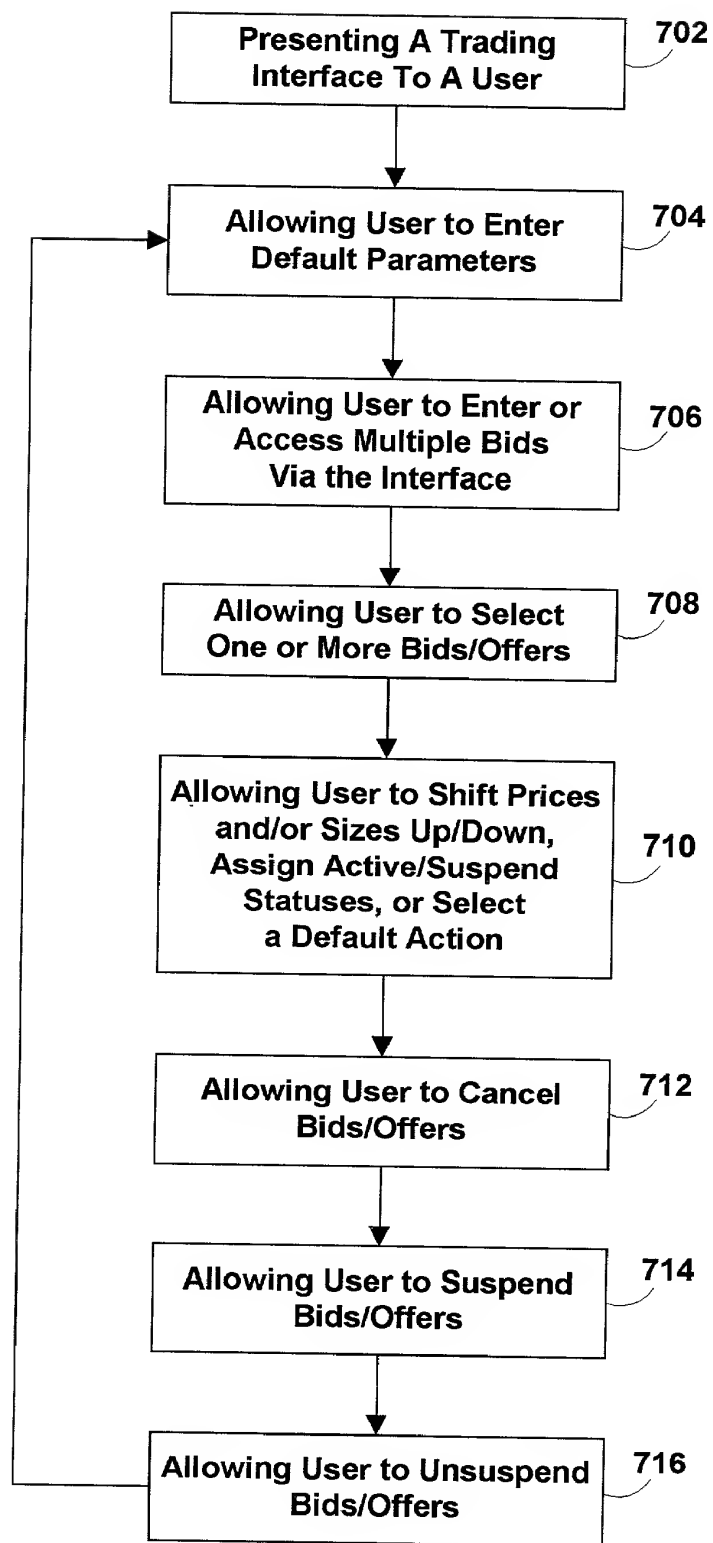 Presenting A Trading
Interface To A User
702
Allowing User to Enter
Default Parameters
704
Allowing User to Enter or
Access Multiple Bids
Via the Interface
706
Allowing User to Select
One or More Bids/Offers
708
Allowing User to Shift Prices
and/or Sizes Up/Down,
Assign Active/Suspend
Statuses, or Select
a Default Action
710
Allowing User to Cancel
Bids/Offers
712
Allowing User to Suspend
Bids/Offers
714
Allowing User to Unsuspend
Bids/Offers
716